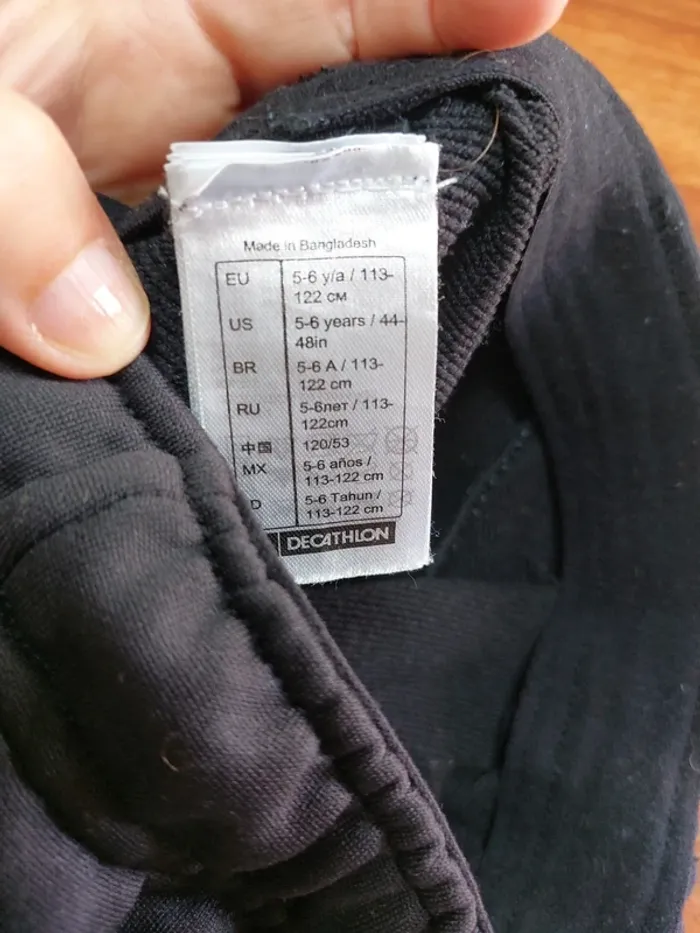 Made in Bangladesh
EU 5-6 y/a / 113-
122 см
US 5-6 years / 44-
48in
BR 5-6 A / 113-
122 cm
RU 5-6лет / 113-
122cm
中国 120/53
MX 5-6 años /
113-122 cm
D 5-6 Tahun /
113-122 cm
DECATHLON